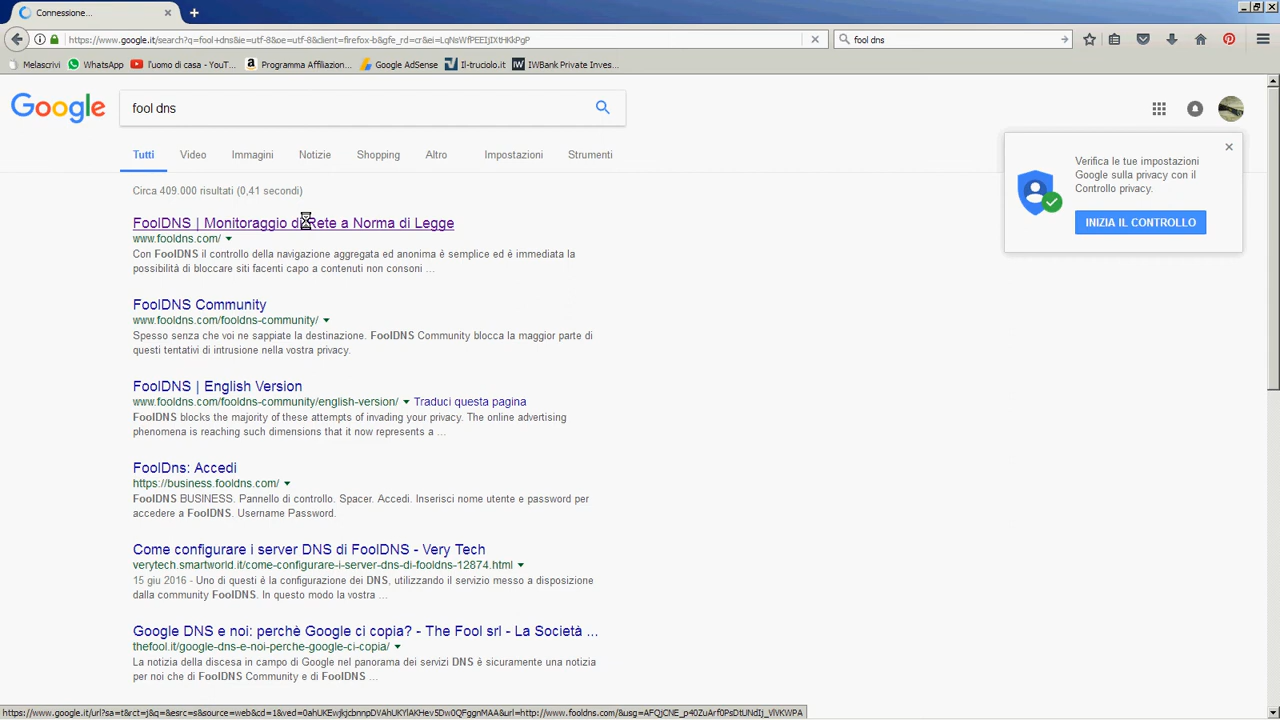 Connessione...
https://www.google.it/search?q=fool+dns&ie=utf-8&oe=utf-8&client=firefox-b&gfe_rd=cr&ei=LqNsWfPEEIjIXtHKkPgP
fool dns
Melascrivi
WhatsApp
l'uomo di casa - YouT...
Programma Affiliazion...
Google AdSense
Il-truciolo.it
IWBank Private Inves...
Google
fool dns
Tutti
Video
Immagini
Notizie
Shopping
Altro
Impostazioni
Strumenti
Circa 409.000 risultati (0,41 secondi)
FoolDNS | Monitoraggio di Rete a Norma di Legge
www.fooldns.com/
Con FoolDNS il controllo della navigazione aggregata ed anonima è semplice ed è immediata la
possibilità di bloccare siti facenti capo a contenuti non consoni ...
FoolDNS Community
www.fooldns.com/fooldns-community/
Spesso senza che voi ne sappiate la destinazione. FoolDNS Community blocca la maggior parte di
questi tentativi di intrusione nella vostra privacy.
FoolDNS | English Version
www.fooldns.com/fooldns-community/english-version/
Traduci questa pagina
FoolDNS blocks the majority of these attempts of invading your privacy. The online advertising
phenomena is reaching such dimensions that it now represents a ...
FoolDns: Accedi
https://business.fooldns.com/
FoolDNS BUSINESS. Pannello di controllo. Spacer. Accedi. Inserisci nome utente e password per
accedere a FoolDNS. Username Password.
Come configurare i server DNS di FoolDNS - Very Tech
verytech.smartworld.it/come-configurare-i-server-dns-di-fooldns-12874.html
15 giu 2016 - Uno di questi è la configurazione dei DNS, utilizzando il servizio messo a disposizione
dalla community FoolDNS. In questo modo la vostra ...
Google DNS e noi: perchè Google ci copia? - The Fool srl - La Società ...
thefool.it/google-dns-e-noi-perche-google-ci-copia/
La notizia della discesa in campo di Google nel panorama dei servizi DNS è sicuramente una notizia
per noi che di FoolDNS Community e di FoolDNS ...
Verifica le tue impostazioni
Google sulla privacy con il
Controllo privacy.
INIZIA IL CONTROLLO